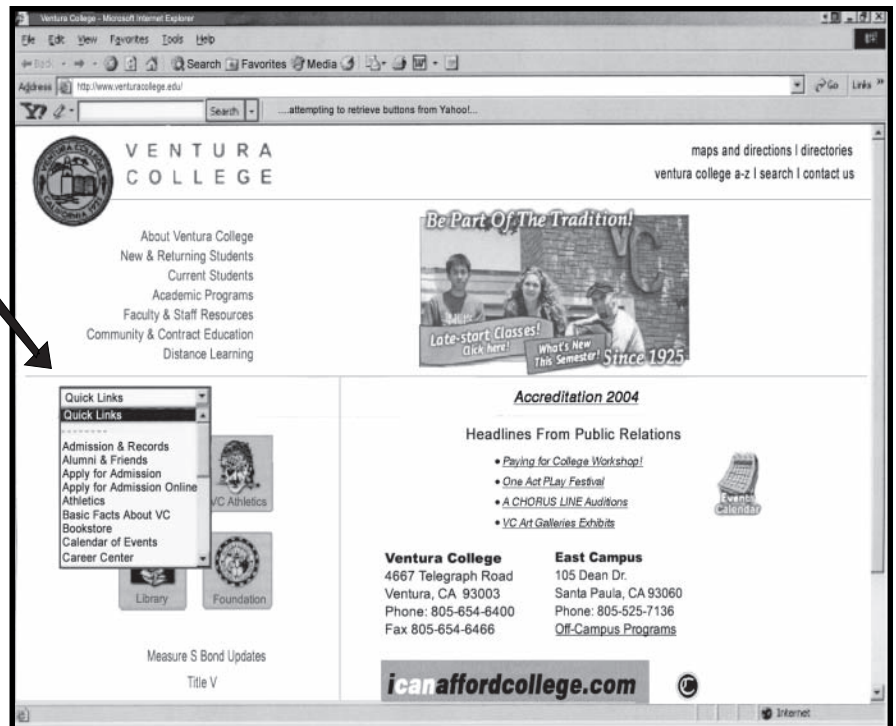 Ventura College - Microsoft Internet Explorer
File Edit View Favorites Tools Help
Back Search Favorites Media
Address http://www.venturacollege.edu/ Go Links »
Y? Search ....attempting to retrieve buttons from Yahoo!...
VENTURA COLLEGE
CALIFORNIA 1925
VENTURA
COLLEGE
maps and directions I directories
ventura college a-z I search I contact us
About Ventura College
New & Returning Students
Current Students
Academic Programs
Faculty & Staff Resources
Community & Contract Education
Distance Learning
Be Part Of The Tradition!
VC
Late-start Classes!
Click here!
What's New
This Semester!
Since 1925
Quick Links
Quick Links
--------
Admission & Records
Alumni & Friends
Apply for Admission
Apply for Admission Online
Athletics
Basic Facts About VC
Bookstore
Calendar of Events
Career Center
VC Athletics
Library
Foundation
Measure S Bond Updates
Title V
Accreditation 2004
Headlines From Public Relations
• Paying for College Workshop!
• One Act PLay Festival
• A CHORUS LINE Auditions
• VC Art Galleries Exhibits
Events
Calendar
Ventura College
4667 Telegraph Road
Ventura, CA 93003
Phone: 805-654-6400
Fax 805-654-6466
East Campus
105 Dean Dr.
Santa Paula, CA 93060
Phone: 805-525-7136
Off-Campus Programs
icanaffordcollege.com
Internet